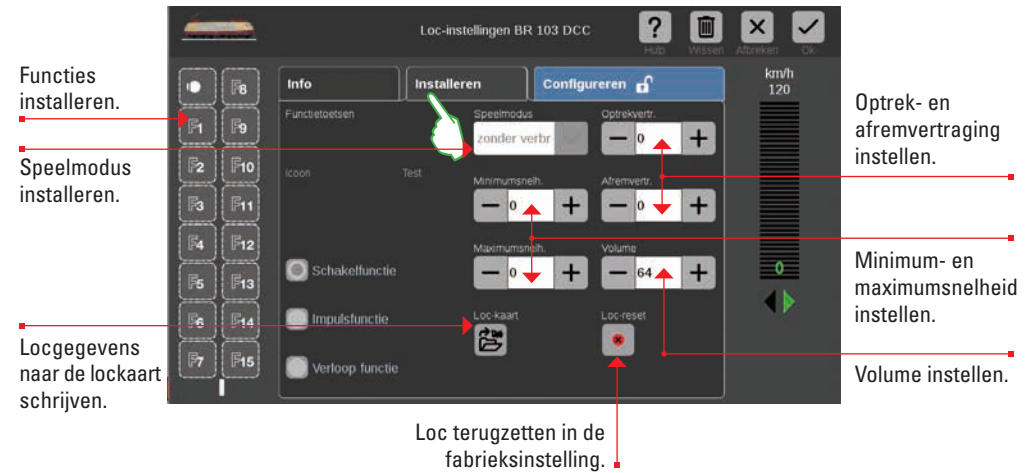 Loc-instellingen BR 103 DCC
?
Hulp
Wissen
Afbreken
Ok
Functies
installeren.
Speelmodus
installeren.
Locgegevens
naar de lockaart
schrijven.
F8
F1
F9
F2
F10
F3
F11
F4
F12
F5
F13
F6
F14
F7
F15
Info
Installeren
Configureren
Functietoetsen
Speelmodus
zonder verbr
Optrekvertr.
0
Icoon
Test
Minimumsnelh.
0
Afremvertr.
0
Maximumsnelh.
0
Volume
64
Schakelfunctie
Impulsfunctie
Verloop functie
Loc-kaart
Loc-reset
km/h
120
0
Optrek- en
afremvertraging
instellen.
Minimum- en
maximumsnelheid
instellen.
Volume instellen.
Loc terugzetten in de
fabrieksinstelling.